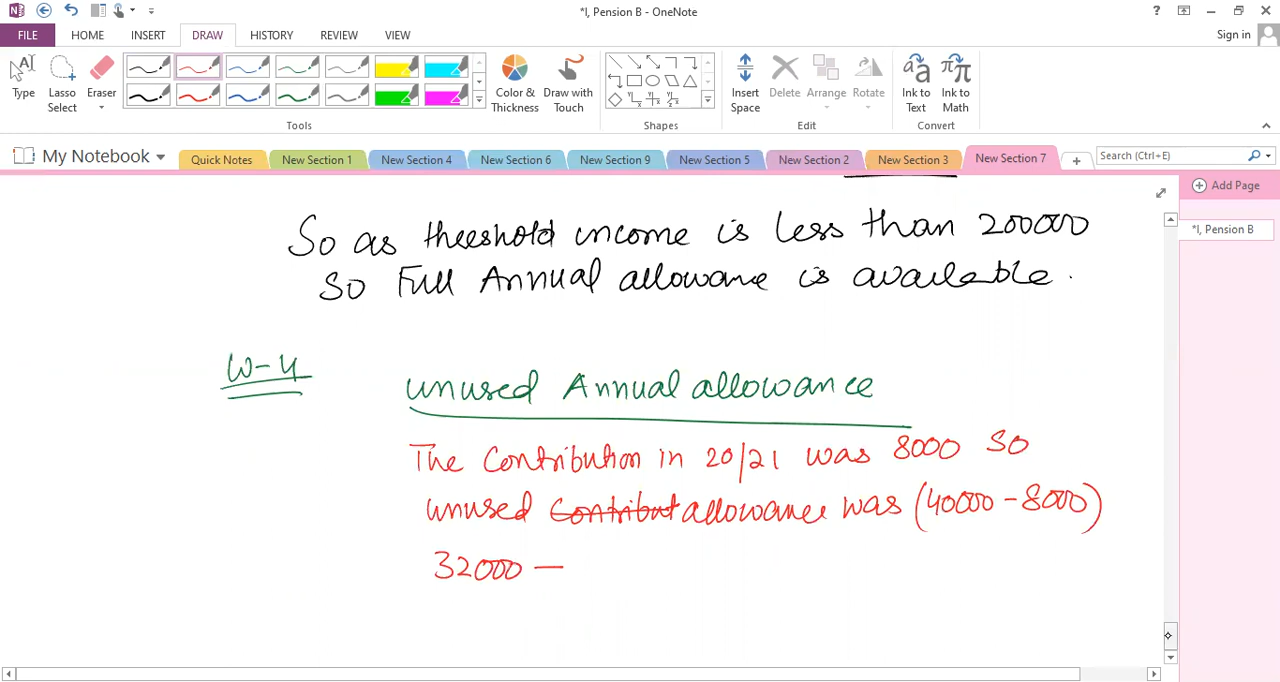 *I, Pension B - OneNote
?
Sign in
FILE HOME INSERT DRAW HISTORY REVIEW VIEW
Type Lasso Select Eraser Color & Thickness Draw with Touch Insert Space Delete Arrange Rotate Ink to Text Ink to Math
Tools Shapes Edit Convert
My Notebook Quick Notes New Section 1 New Section 4 New Section 6 New Section 9 New Section 5 New Section 2 New Section 3 New Section 7 Search (Ctrl+E)
Add Page
*I, Pension B
So as threeshold income is less than 200000
So Full Annual allowance is available.
W-4
unused Annual allowance
The Contribution in 20/21 was 8000 So
unused Contribut allowance was (40000 - 8000)
32000 —